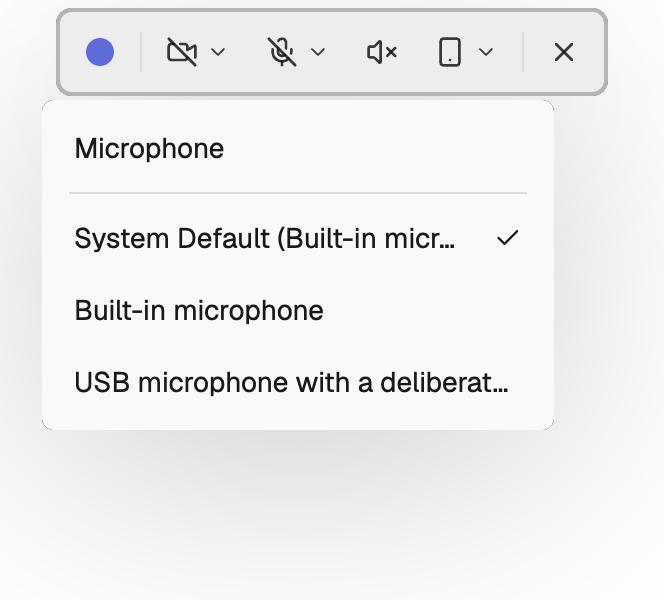 Microphone
System Default (Built-in micr...
Built-in microphone
USB microphone with a deliberat...